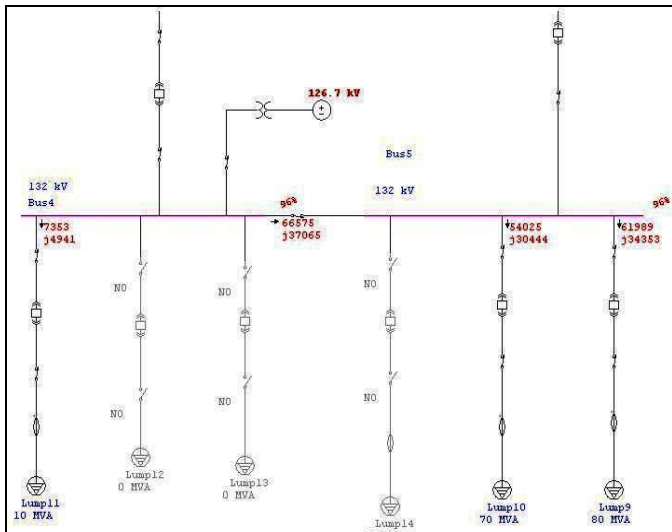 126.7 kV
Bus5
132 kV
Bus4
132 kV
96%
96%
7353
j4941
66575
j37065
54025
j30444
61989
j34353
NO
NO
NO
NO
NO
NO
Lump11
10 MVA
Lump12
0 MVA
Lump13
0 MVA
Lump14
Lump10
70 MVA
Lump9
80 MVA